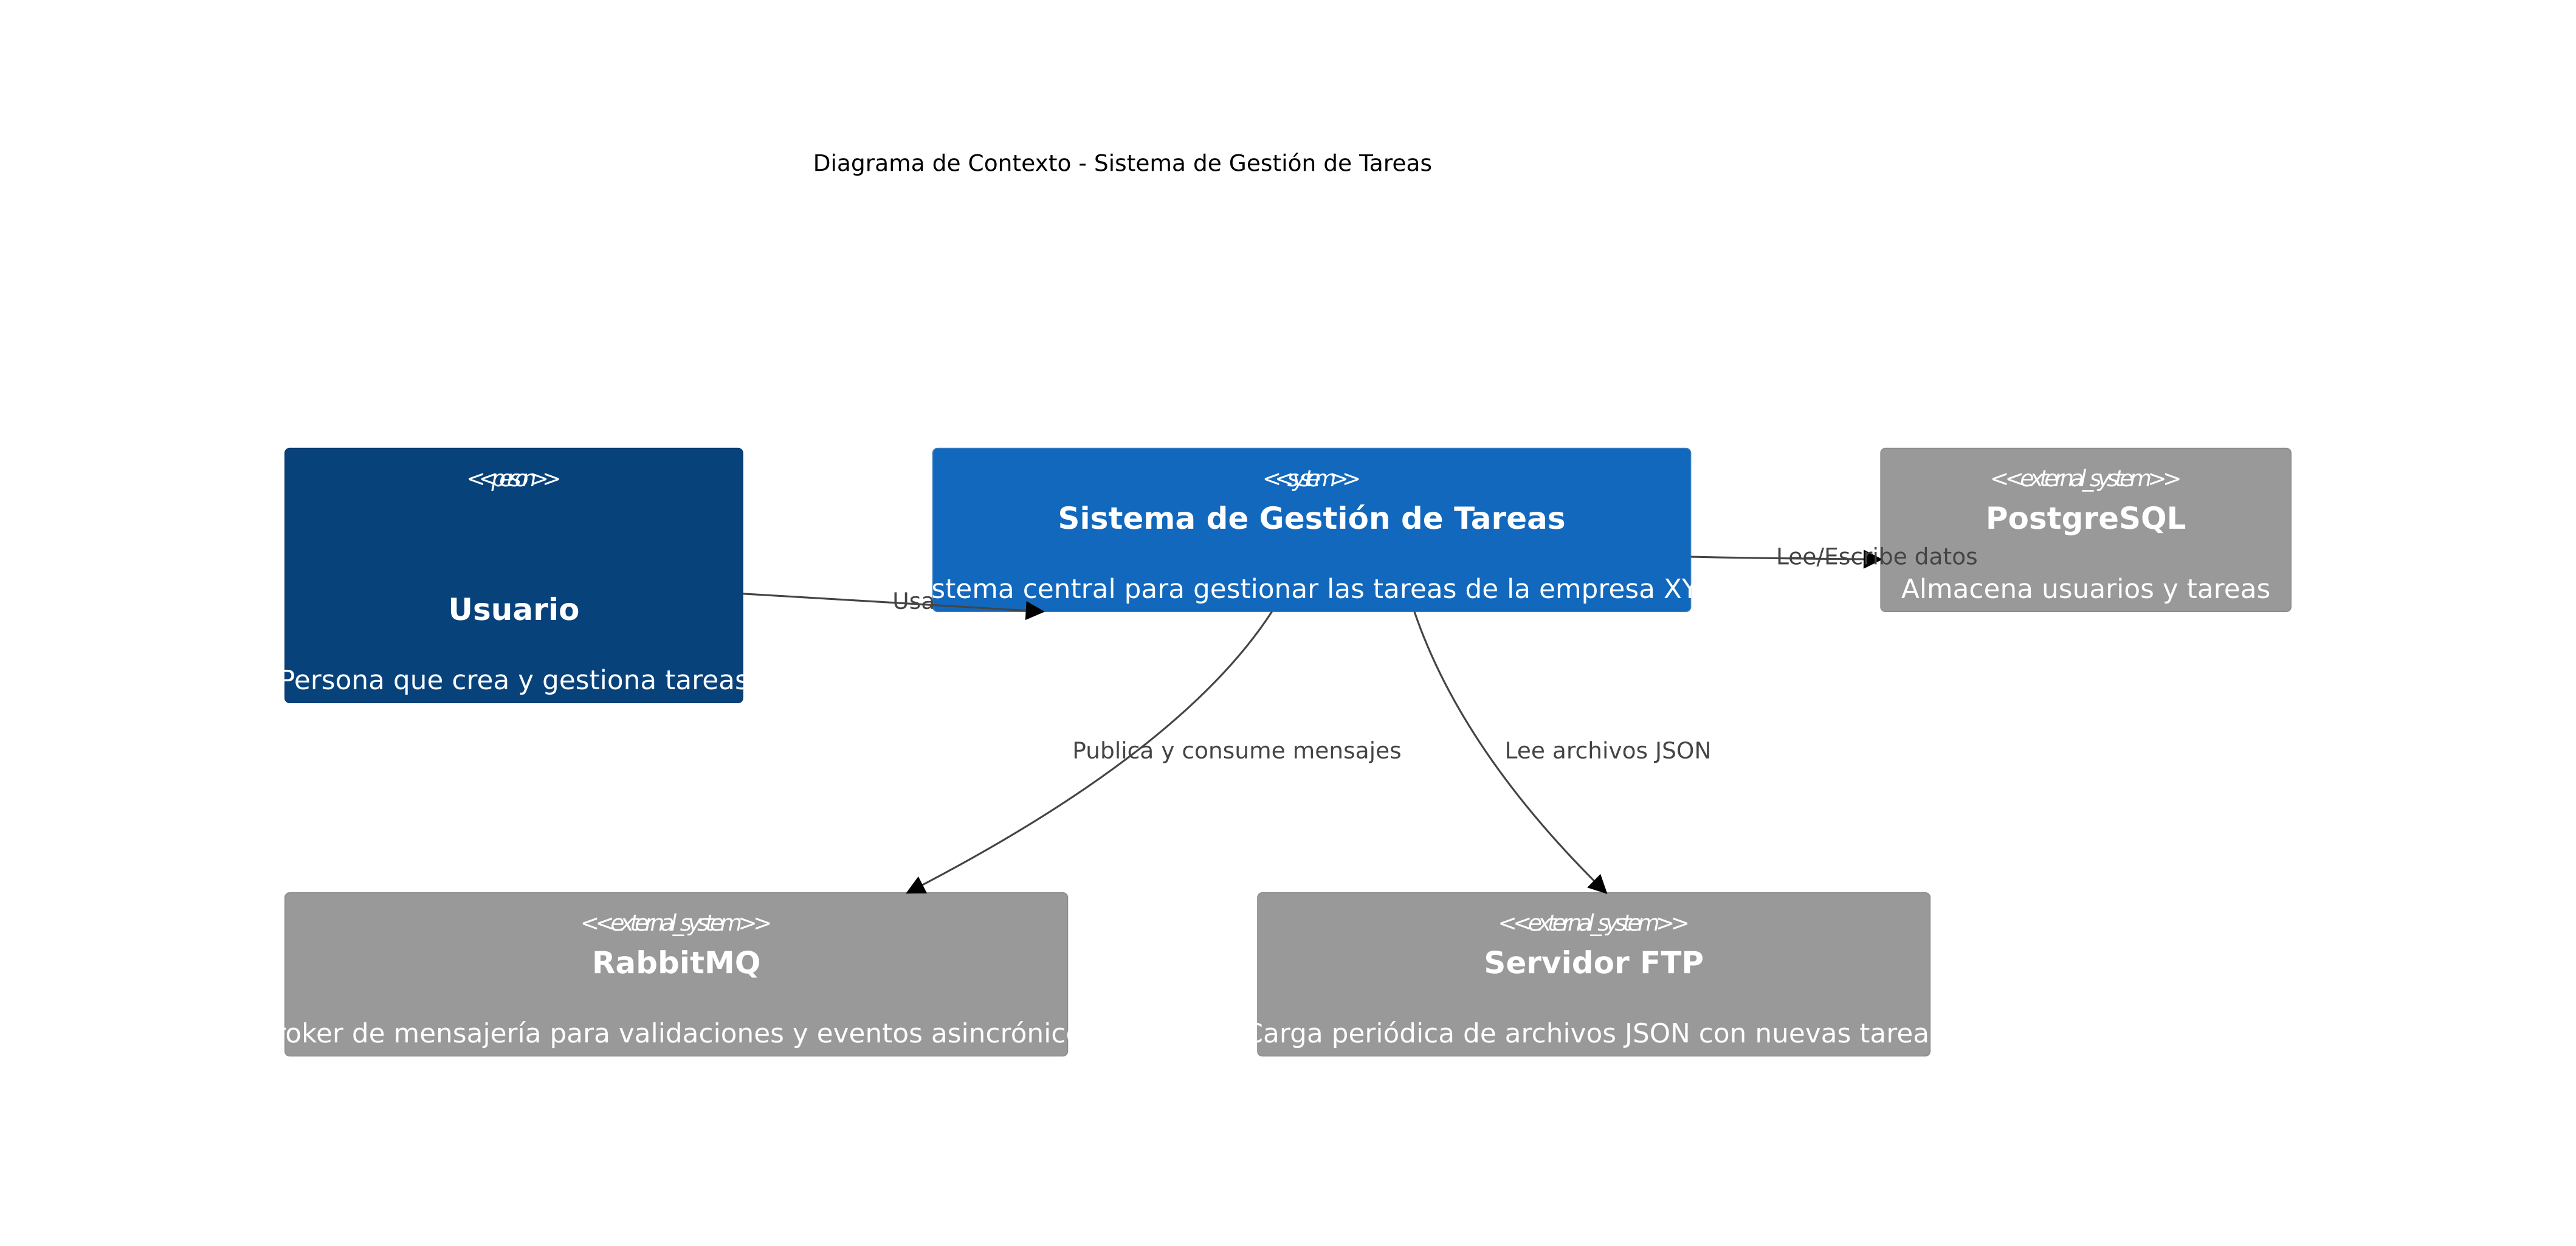 Diagrama de Contexto - Sistema de Gestión de Tareas
<<person>>
Usuario
Persona que crea y gestiona tareas
Usa
<<system>>
Sistema de Gestión de Tareas
stema central para gestionar las tareas de la empresa XY
Lee/Escribe datos
<<external_system>>
PostgreSQL
Almacena usuarios y tareas
Publica y consume mensajes
Lee archivos JSON
<<external_system>>
RabbitMQ
roker de mensajería para validaciones y eventos asincrónic
<<external_system>>
Servidor FTP
Carga periódica de archivos JSON con nuevas tarea